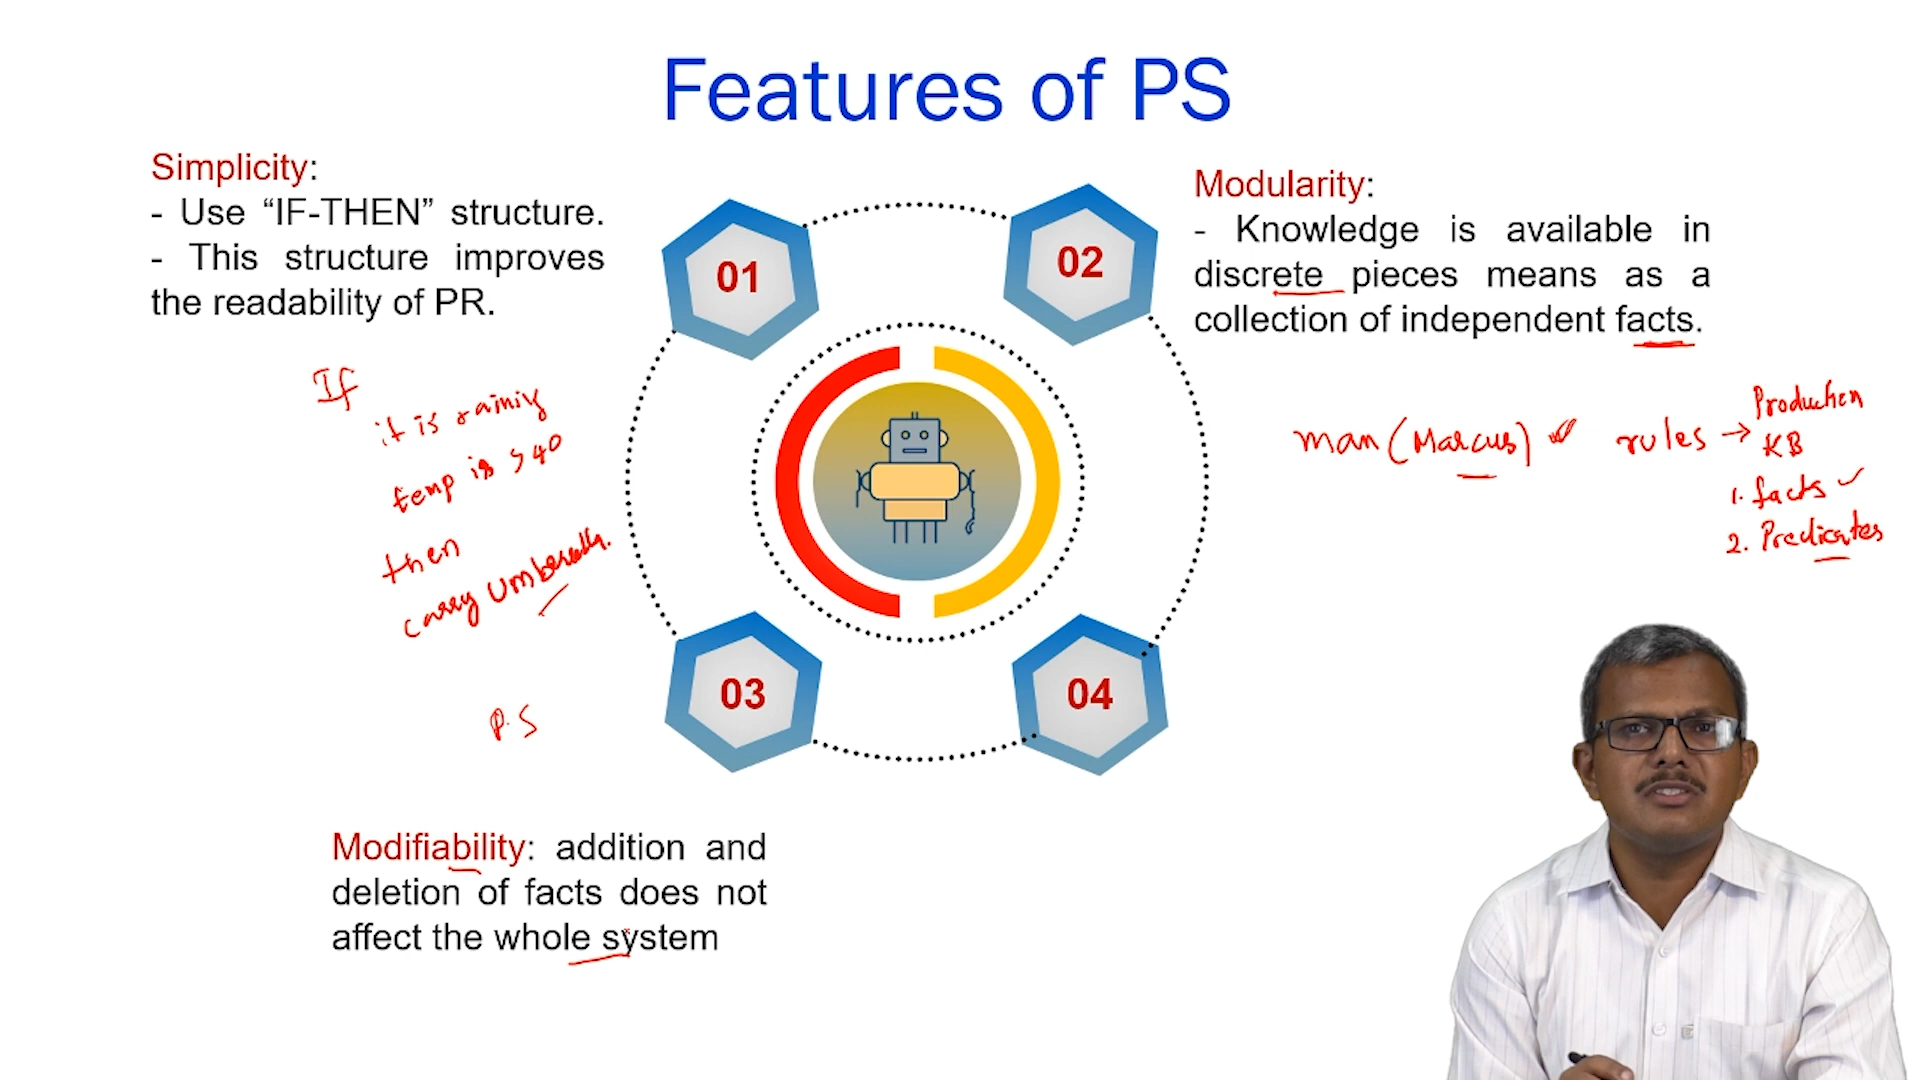 Features of PS
Simplicity:
- Use “IF-THEN” structure.
- This structure improves
the readability of PR.
If
it is raining
temp is > 40
then
carry Umberella.
01
02
Modularity:
- Knowledge is available in
discrete pieces means as a
collection of independent facts.
man (Marcus)
rules → Production
KB
1. facts ✓
2. Predicates
03
04
P.S
Modifiability: addition and
deletion of facts does not
affect the whole system